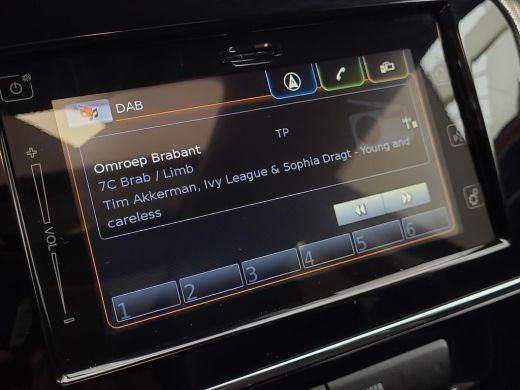 DAB
TP
Omroep Brabant
7C Brab / Limb
Tim Akkerman, Ivy League & Sophia Dragt - Young and
careless
+
VOL
-
1 2 3 4 5 6